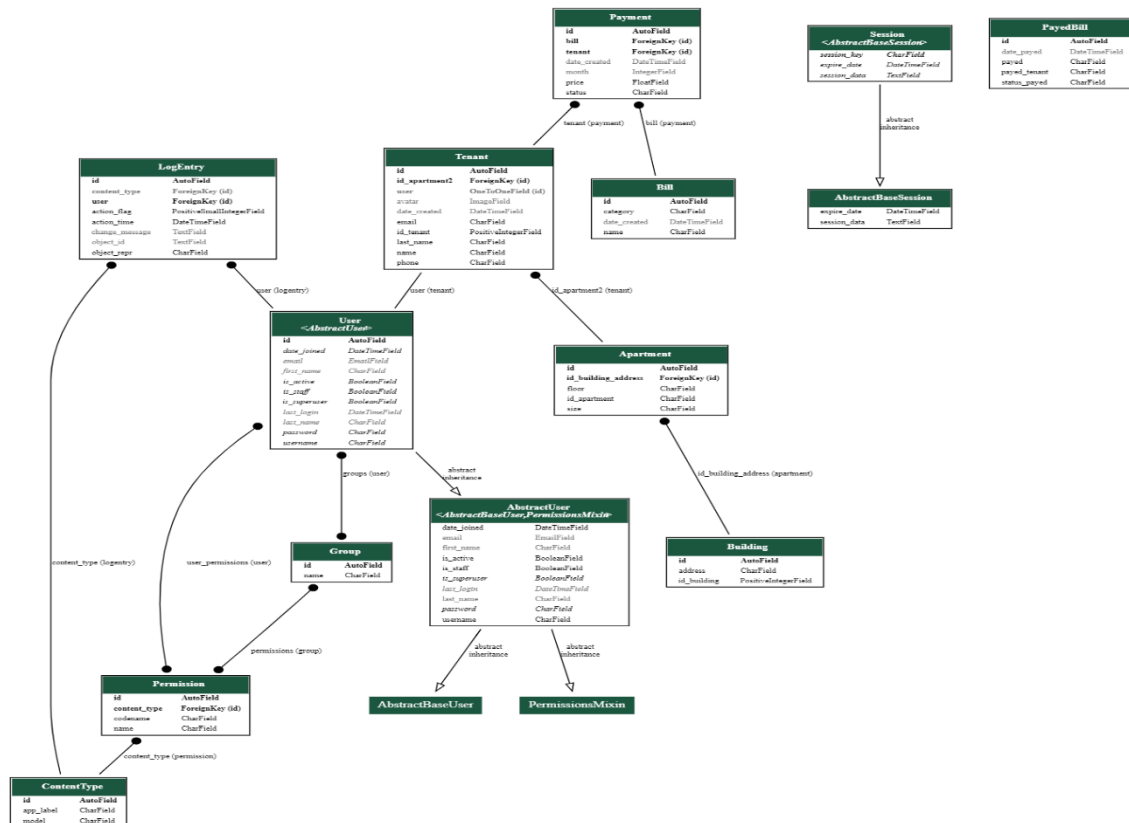 Payment
id AutoField
bill ForeignKey (id)
tenant ForeignKey (id)
date_created DateTimeField
month IntegerField
price FloatField
status CharField
Session
<AbstractBaseSession>
session_key CharField
expire_date DateTimeField
session_data TextField
PayedBill
id AutoField
date_payed DateTimeField
payed CharField
payed_tenant CharField
status_payed CharField
tenant (payment)
bill (payment)
abstract
inheritance
LogEntry
id AutoField
content_type ForeignKey (id)
user ForeignKey (id)
action_flag PositiveSmallIntegerField
action_time DateTimeField
change_message TextField
object_id TextField
object_repr CharField
Tenant
id AutoField
id_apartment2 ForeignKey (id)
user OneToOneField (id)
avatar ImageField
date_created DateTimeField
email CharField
id_tenant PositiveIntegerField
last_name CharField
name CharField
phone CharField
Bill
id AutoField
category CharField
date_created DateTimeField
name CharField
AbstractBaseSession
expire_date DateTimeField
session_data TextField
user (logentry)
user (tenant)
id_apartment2 (tenant)
User
<AbstractUser>
id AutoField
date_joined DateTimeField
email EmailField
first_name CharField
is_active BooleanField
is_staff BooleanField
is_superuser BooleanField
last_login DateTimeField
last_name CharField
password CharField
username CharField
Apartment
id AutoField
id_building_address ForeignKey (id)
floor CharField
id_apartment CharField
size CharField
groups (user)
abstract
inheritance
id_building_address (apartment)
AbstractUser
<AbstractBaseUser,PermissionsMixin>
date_joined DateTimeField
email EmailField
first_name CharField
is_active BooleanField
is_staff BooleanField
is_superuser BooleanField
last_login DateTimeField
last_name CharField
password CharField
username CharField
content_type (logentry)
user_permissions (user)
Group
id AutoField
name CharField
Building
id AutoField
address CharField
id_building PositiveIntegerField
permissions (group)
abstract
inheritance
abstract
inheritance
Permission
id AutoField
content_type ForeignKey (id)
codename CharField
name CharField
AbstractBaseUser
PermissionsMixin
content_type (permission)
ContentType
id AutoField
app_label CharField
model CharField